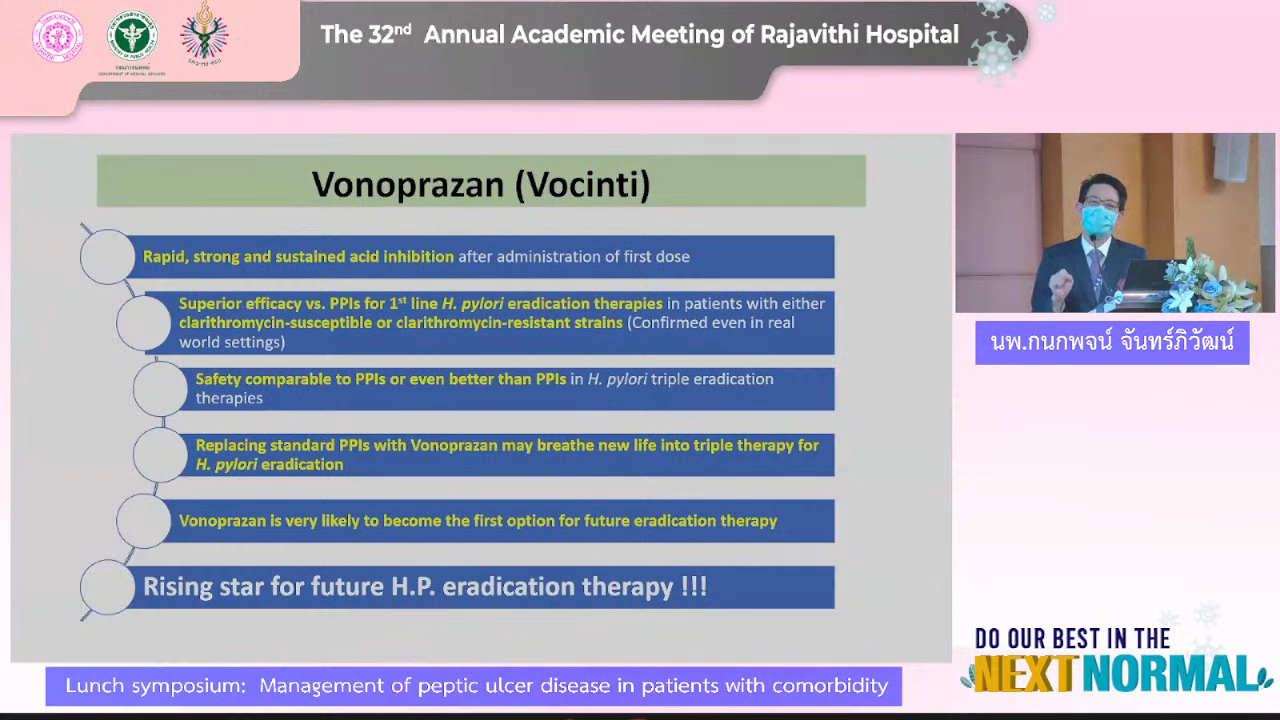 The 32nd Annual Academic Meeting of Rajavithi Hospital
Vonoprazan (Vocinti)
Rapid, strong and sustained acid inhibition after administration of first dose
Superior efficacy vs. PPIs for 1st line H. pylori eradication therapies in patients with either
clarithromycin-susceptible or clarithromycin-resistant strains (Confirmed even in real
world settings)
Safety comparable to PPIs or even better than PPIs in H. pylori triple eradication
therapies
Replacing standard PPIs with Vonoprazan may breathe new life into triple therapy for
H. pylori eradication
Vonoprazan is very likely to become the first option for future eradication therapy
Rising star for future H.P. eradication therapy !!!
นพ.กนกพจน์ จันทร์ภิวัฒน์
Lunch symposium: Management of peptic ulcer disease in patients with comorbidity
DO OUR BEST IN THE
NEXT NORMAL